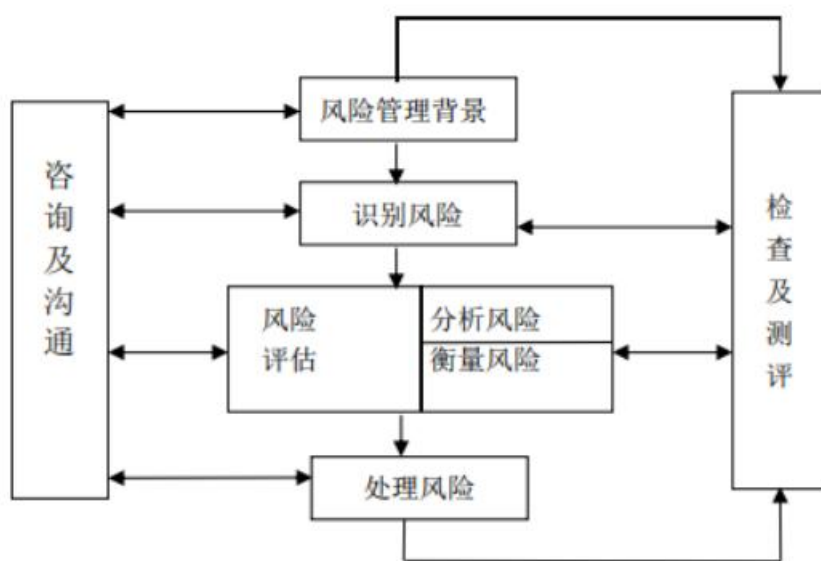 风险管理背景
咨询及沟通
识别风险
检查及测评
风险
评估
分析风险
衡量风险
处理风险